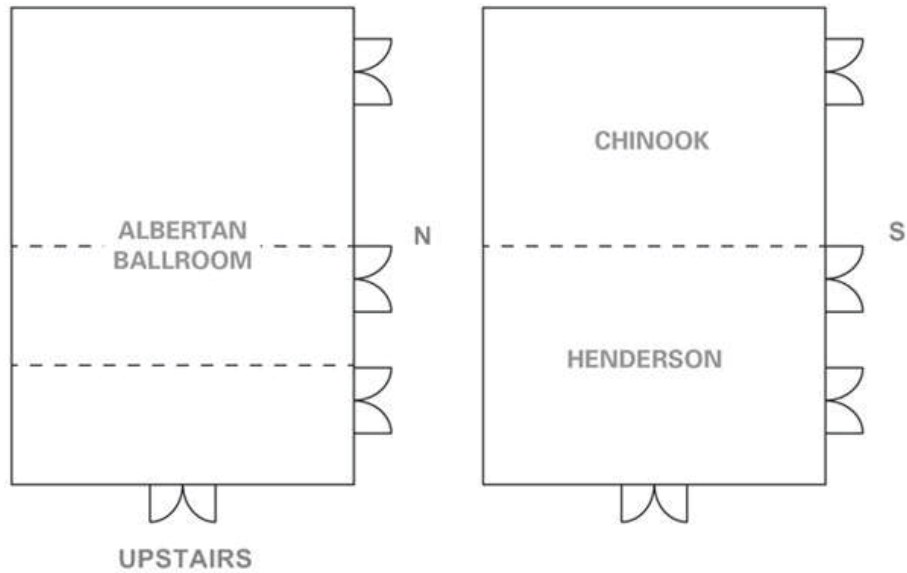 ALBERTAN
BALLROOM
N
UPSTAIRS
CHINOOK
S
HENDERSON